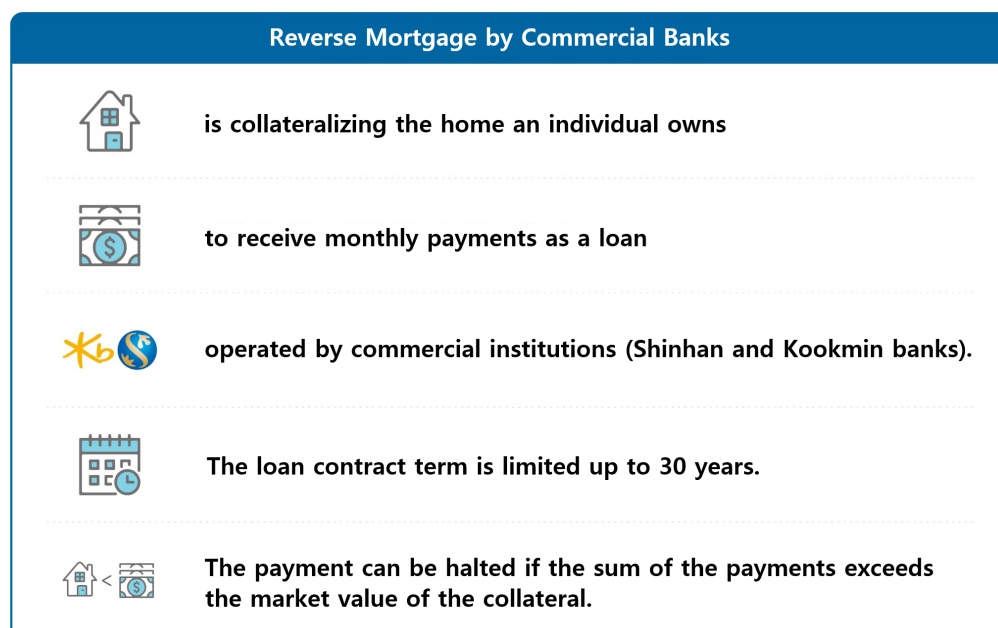 Reverse Mortgage by Commercial Banks
is collateralizing the home an individual owns
$
to receive monthly payments as a loan
Kb
operated by commercial institutions (Shinhan and Kookmin banks).
The loan contract term is limited up to 30 years.
< $
The payment can be halted if the sum of the payments exceeds
the market value of the collateral.